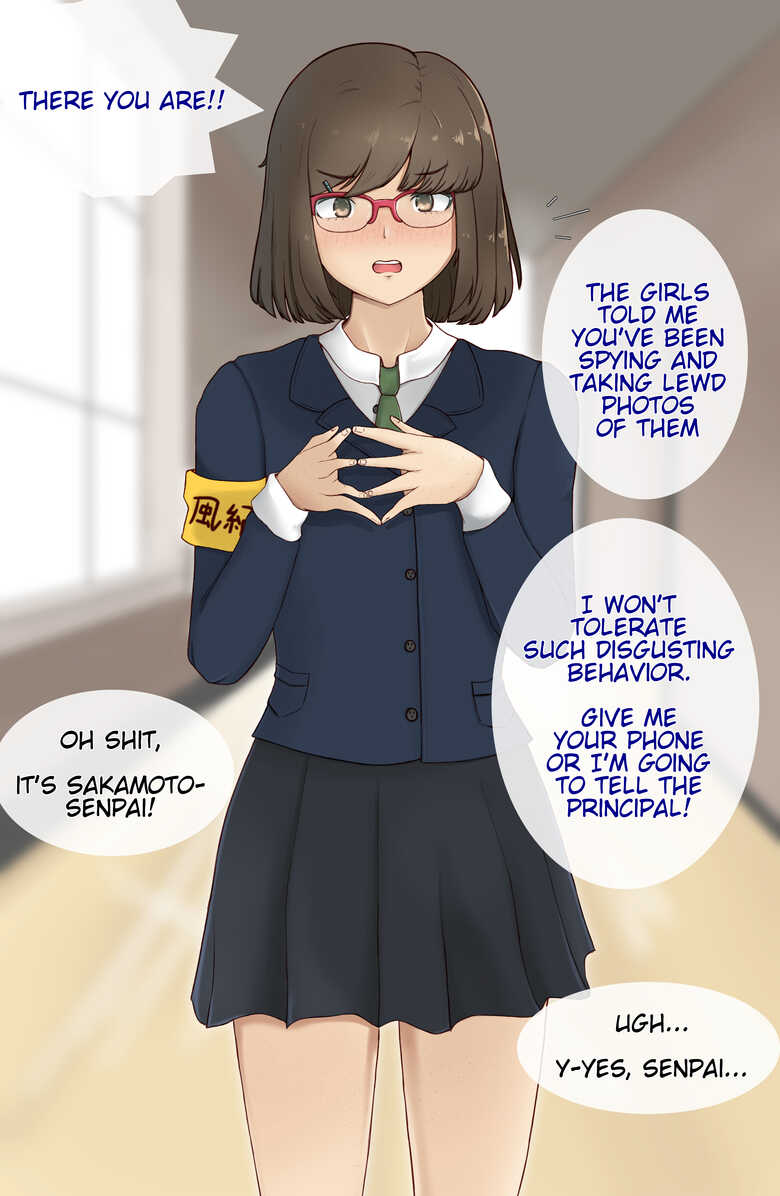 THERE YOU ARE!!
THE GIRLS
TOLD ME
YOU'VE BEEN
SPYING AND
TAKING LEWD
PHOTOS
OF THEM
風紀
I WON'T
TOLERATE
SUCH DISGUSTING
BEHAVIOR.
GIVE ME
YOUR PHONE
OR I'M GOING
TO TELL THE
PRINCIPAL!
OH SHIT,
IT'S SAKAMOTO-
SENPAI!
UGH...
Y-YES, SENPAI...